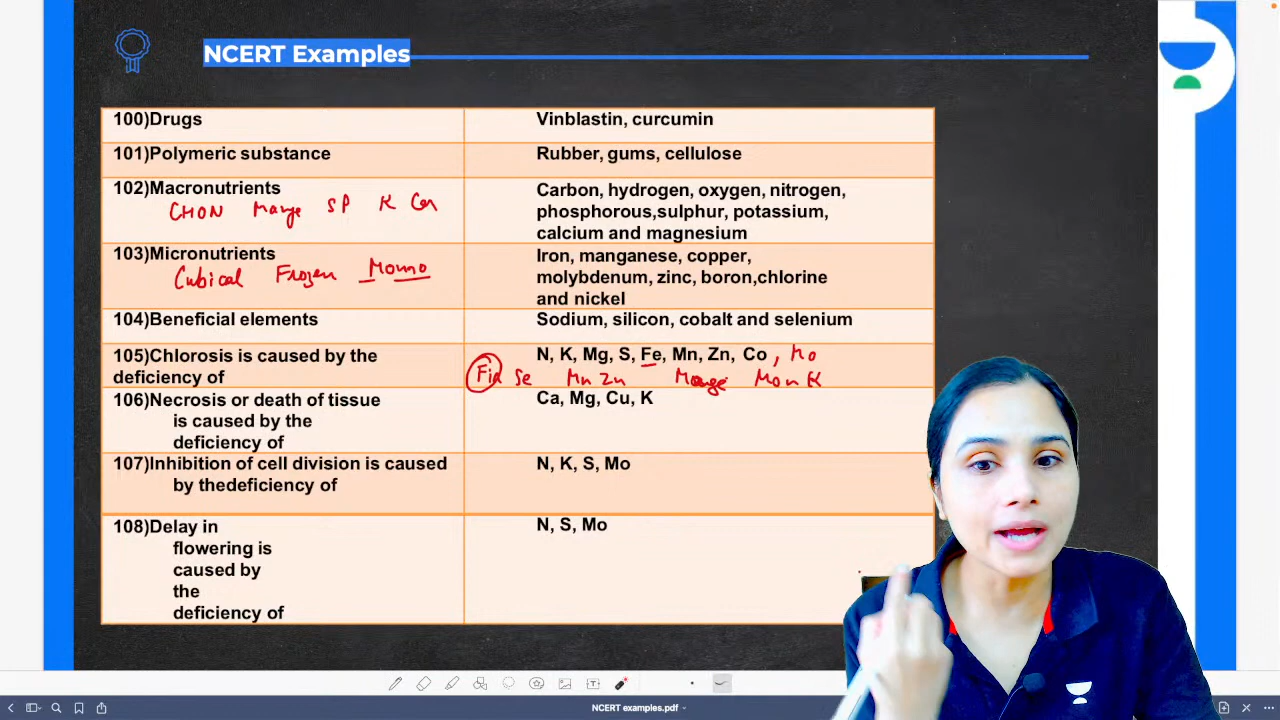 NCERT Examples
100)Drugs
Vinblastin, curcumin
101)Polymeric substance
Rubber, gums, cellulose
102)Macronutrients
CHON Mange SP K Car
Carbon, hydrogen, oxygen, nitrogen,
phosphorous,sulphur, potassium,
calcium and magnesium
103)Micronutrients
Cubical Frozen Momo
Iron, manganese, copper,
molybdenum, zinc, boron,chlorine
and nickel
104)Beneficial elements
Sodium, silicon, cobalt and selenium
105)Chlorosis is caused by the
deficiency of
N, K, Mg, S, Fe, Mn, Zn, Co , Mo
Se Mn Zn Mange Mon K
106)Necrosis or death of tissue
is caused by the
deficiency of
Ca, Mg, Cu, K
107)Inhibition of cell division is caused
by thedeficiency of
N, K, S, Mo
108)Delay in
flowering is
caused by
the
deficiency of
N, S, Mo
NCERT examples.pdf